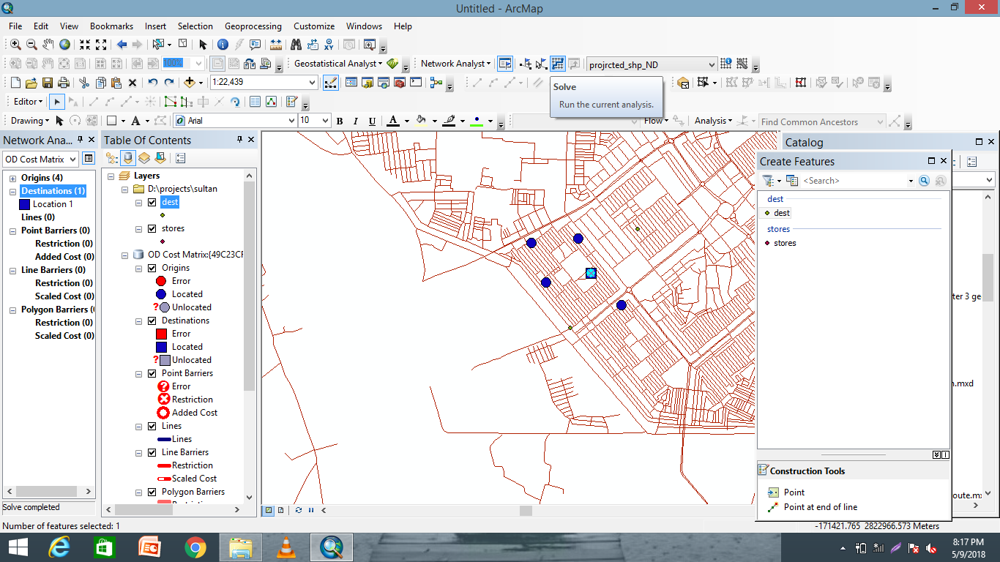 Untitled - ArcMap
File Edit View Bookmarks Insert Selection Geoprocessing Customize Windows Help
100% Geostatistical Analyst Network Analyst projrcted_shp_ND
1:22,439
Solve
Run the current analysis.
Editor
Drawing Arial 10 B I U A Flow Analysis Find Common Ancestors
Network Ana...
OD Cost Matrix
Origins (4)
Destinations (1)
Location 1
Lines (0)
Point Barriers (0)
Restriction (0)
Added Cost (0)
Line Barriers (0)
Restriction (0)
Scaled Cost (0)
Polygon Barriers (
Restriction (0)
Scaled Cost (0)
Solve completed
Table Of Contents
Layers
D:\projects\sultan
dest
stores
OD Cost Matrix:{49C23CF
Origins
Error
Located
Unlocated
Destinations
Error
Located
Unlocated
Point Barriers
Error
Restriction
Added Cost
Lines
Lines
Line Barriers
Restriction
Scaled Cost
Polygon Barriers
Catalog
Create Features
<Search>
dest
dest
stores
stores
ter 3 ge
n.mxd
oute.mx
Construction Tools
Point
Point at end of line
Number of features selected: 1
-171421.765 2822966.573 Meters
8:17 PM
5/9/2018